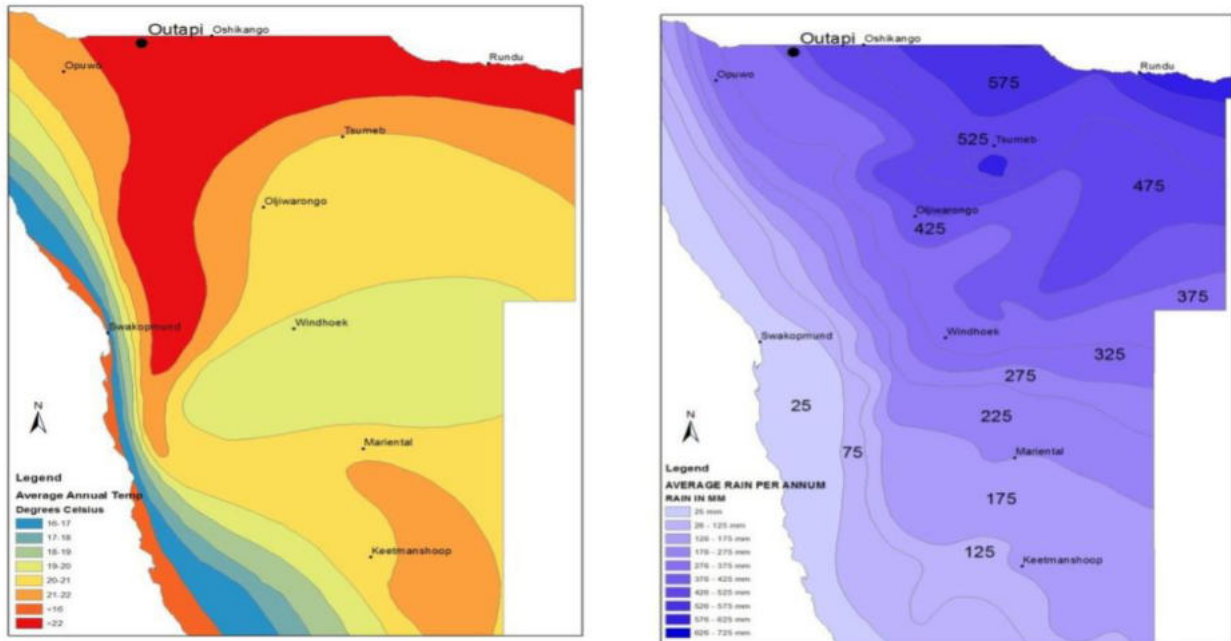 Outapi
Oshikango
Opuwo
Rundu
Tsumeb
Otjiwarongo
Windhoek
Swakopmund
N
Mariental
Keetmanshoop
Legend
Average Annual Temp
Degrees Celsius
16-17
17-18
18-19
19-20
20-21
21-22
<16
>22
Outapi
Oshikango
Opuwo
Rundu
575
525
Tsumeb
475
Otjiwarongo
425
375
Windhoek
Swakopmund
325
275
25
225
N
75
Mariental
175
125
Keetmanshoop
Legend
AVERAGE RAIN PER ANNUM
RAIN IN MM
25 mm
26 - 125 mm
126 - 175 mm
176 - 275 mm
276 - 375 mm
376 - 425 mm
426 - 525 mm
526 - 575 mm
576 - 625 mm
626 - 725 mm